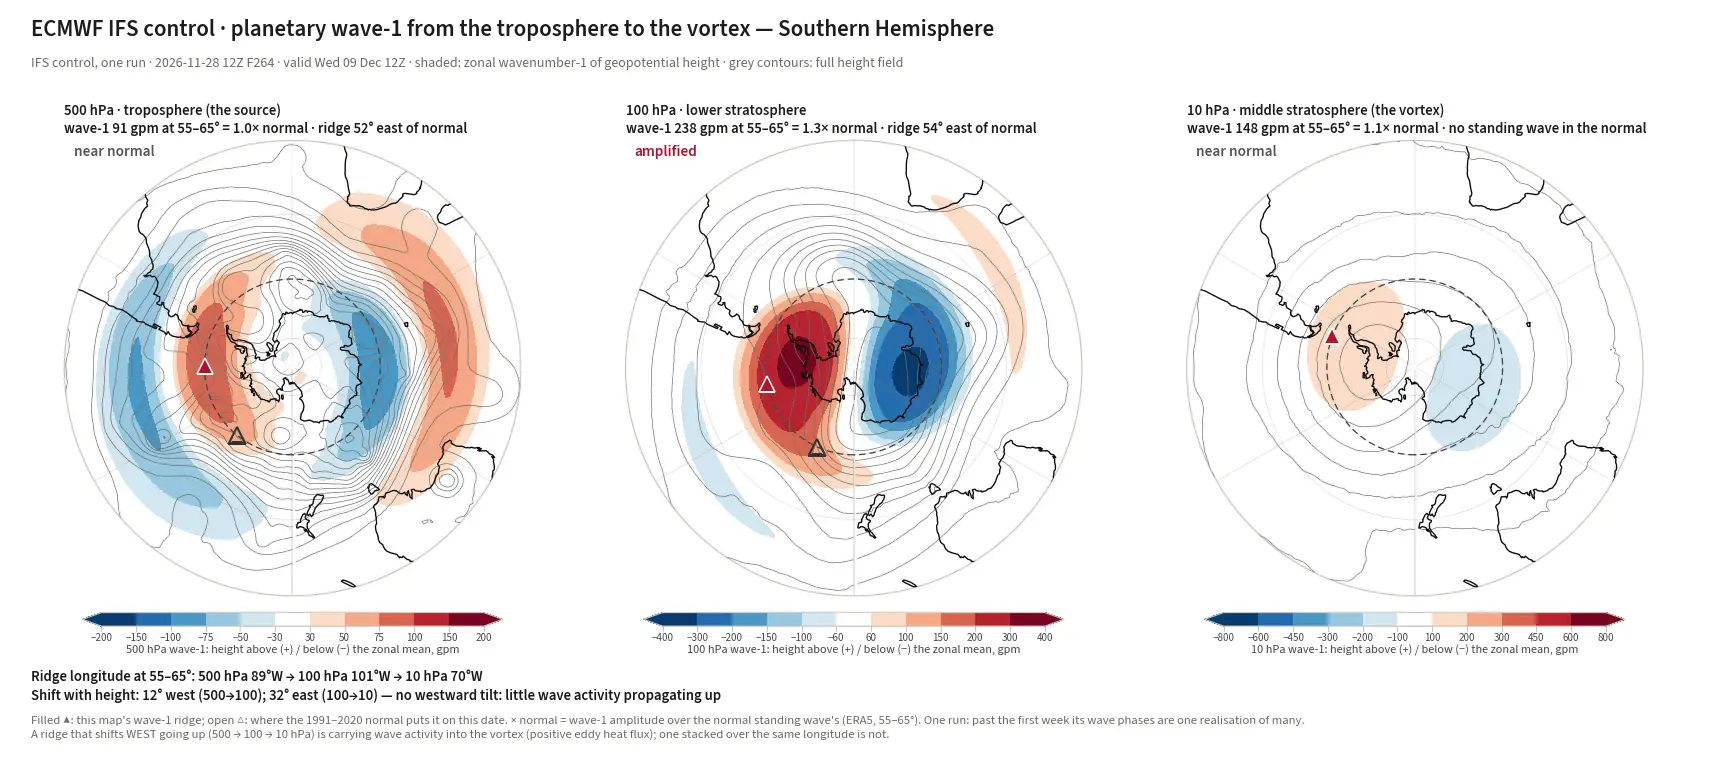 ECMWF IFS control · planetary wave-1 from the troposphere to the vortex — Southern Hemisphere
IFS control, one run · 2026-11-28 12Z F264 · valid Wed 09 Dec 12Z · shaded: zonal wavenumber-1 of geopotential height · grey contours: full height field
500 hPa · troposphere (the source)
wave-1 91 gpm at 55–65° = 1.0× normal · ridge 52° east of normal
near normal
100 hPa · lower stratosphere
wave-1 238 gpm at 55–65° = 1.3× normal · ridge 54° east of normal
amplified
10 hPa · middle stratosphere (the vortex)
wave-1 148 gpm at 55–65° = 1.1× normal · no standing wave in the normal
near normal
−200 −150 −100 −75 −50 −30 30 50 75 100 150 200
500 hPa wave-1: height above (+) / below (−) the zonal mean, gpm
−400 −300 −200 −150 −100 −60 60 100 150 200 300 400
100 hPa wave-1: height above (+) / below (−) the zonal mean, gpm
−800 −600 −450 −300 −200 −100 100 200 300 450 600 800
10 hPa wave-1: height above (+) / below (−) the zonal mean, gpm
Ridge longitude at 55–65°: 500 hPa 89°W → 100 hPa 101°W → 10 hPa 70°W
Shift with height: 12° west (500→100); 32° east (100→10) — no westward tilt: little wave activity propagating up
Filled ▲: this map's wave-1 ridge; open △: where the 1991–2020 normal puts it on this date. × normal = wave-1 amplitude over the normal standing wave's (ERA5, 55–65°). One run: past the first week its wave phases are one realisation of many.
A ridge that shifts WEST going up (500 → 100 → 10 hPa) is carrying wave activity into the vortex (positive eddy heat flux); one stacked over the same longitude is not.